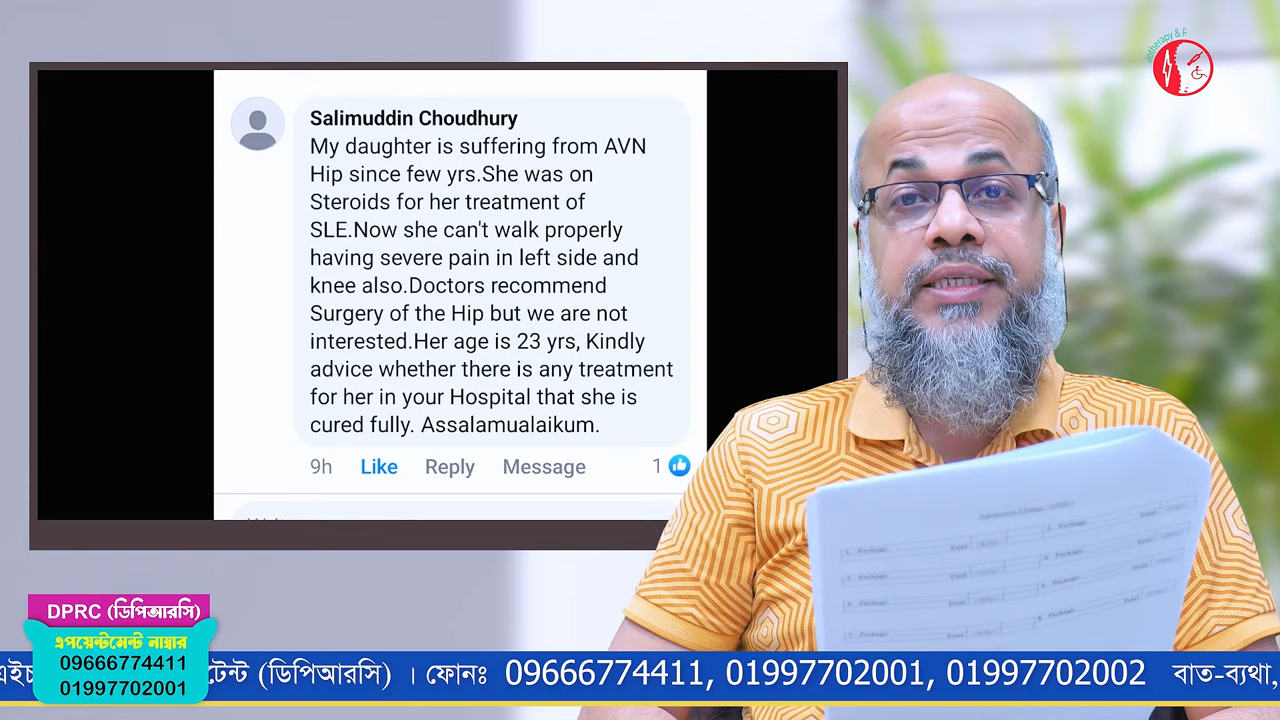 Salimuddin Choudhury
My daughter is suffering from AVN
Hip since few yrs.She was on
Steroids for her treatment of
SLE.Now she can't walk properly
having severe pain in left side and
knee also.Doctors recommend
Surgery of the Hip but we are not
interested.Her age is 23 yrs, Kindly
advice whether there is any treatment
for her in your Hospital that she is
cured fully. Assalamualaikum.
9h Like Reply Message 1
DPRC (ডিপিআরসি)
এপয়েন্টমেন্ট নাম্বার
09666774411
01997702001
(ডিপিআরসি) । ফোনঃ 09666774411, 01997702001, 01997702002 বাত-ব্যথা,